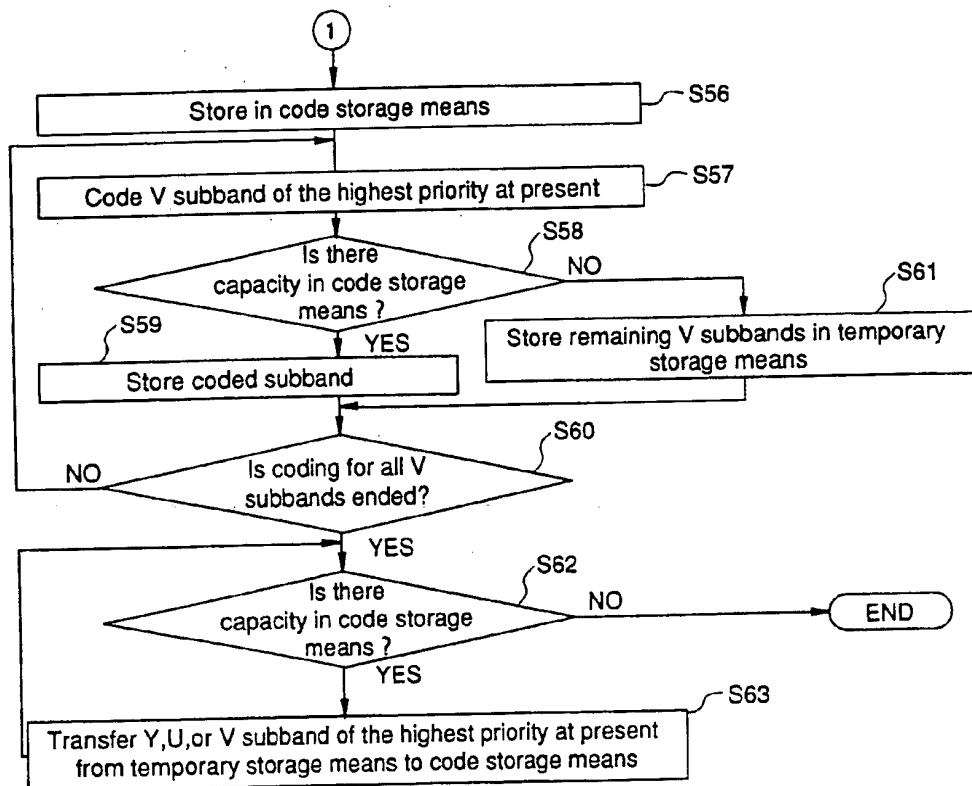 1
Store in code storage means
S56
Code V subband of the highest priority at present
S57
Is there
capacity in code storage
means ?
S58
NO
YES
S59
Store coded subband
S61
Store remaining V subbands in temporary
storage means
S60
Is coding for all V
subbands ended?
NO
YES
S62
Is there
capacity in code storage
means ?
NO
END
YES
S63
Transfer Y,U,or V subband of the highest priority at present
from temporary storage means to code storage means